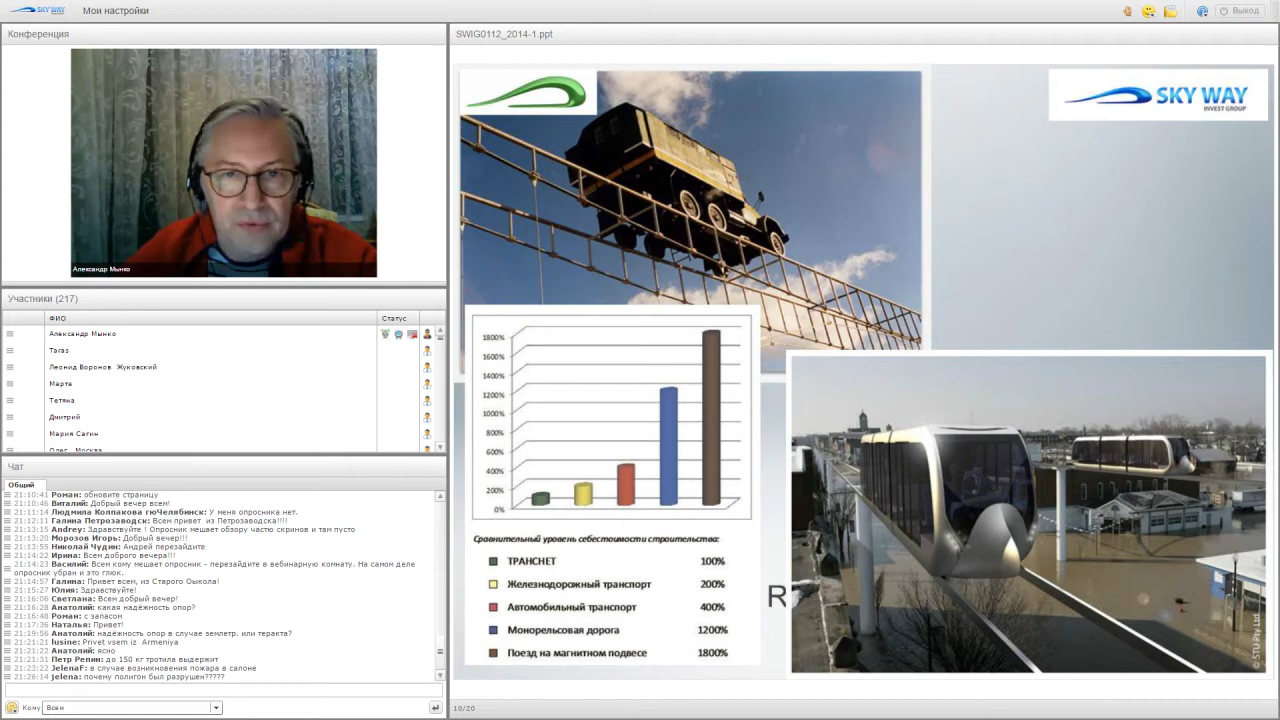 SKY WAY
Мои настройки
Выход
Конференция
Александр Мынко
Участники (217)
ФИО
Статус
Александр Мынко
Taras
Леонид Воронов Жуковский
Марта
Тетяна
Дмитрий
Мария Сагин
Олег Москва
Чат
Общий
21:10:41 Роман: обновите страницу
21:10:46 Виталий: Добрый вечер всем!
21:11:14 Людмила Колпакова гюЧелябинск: У меня опросника нет.
21:12:11 Галина Петрозаводск: Всем привет из Петрозаводска!!!!
21:13:15 Andrey: Здравствуйте ! Опросник мешает обзору частю скринов и там пусто
21:13:20 Морозов Игорь: Добрый вечер!!!
21:13:55 Николай Чудин: Андрей перезайдите
21:14:22 Ирина: Всем доброго вечера!!!
21:14:23 Василий: Всем кому мешает опросник - перезайдите в вебинарную комнату. На самом деле
опросник убран и это глюк.
21:14:57 Галина: Привет всем, из Старого Оыкола!
21:15:27 Юлия: Здравствуйте!
21:16:06 Светлана: Всем добрый вечер!
21:16:28 Анатолий: какая надёжность опор?
21:16:48 Роман: с запасом
21:17:36 Наталья: Привет!
21:19:56 Анатолий: надёжность опор в случае землетр. или теракта?
21:21:21 lusine: Privet vsem iz Armeniya
21:21:22 Анатолий: ясно
21:21:31 Петр Репин: до 150 кг тротила выдержит
21:23:22 JelenaF: в случае возникновения пожара в салоне
21:26:14 jelena: почему полигон был разрушен?????
Кому
Всем
SWIG0112_2014-1.ppt
SKY WAY
INVEST GROUP
1800%
1600%
1400%
1200%
1000%
800%
600%
400%
200%
0%
Сравнительный уровень себестоимости строительства:
ТРАНСНЕТ 100%
Железнодорожный транспорт 200%
Автомобильный транспорт 400%
Монорельсовая дорога 1200%
Поезд на магнитном подвесе 1800%
R
© STU Pty Ltd
10/20